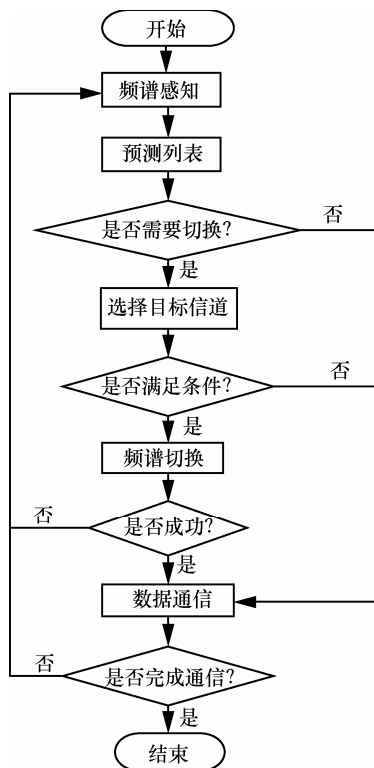 开始
频谱感知
预测列表
是否需要切换?
否
是
选择目标信道
是否满足条件?
否
是
频谱切换
是否成功?
否
是
数据通信
是否完成通信?
否
是
结束